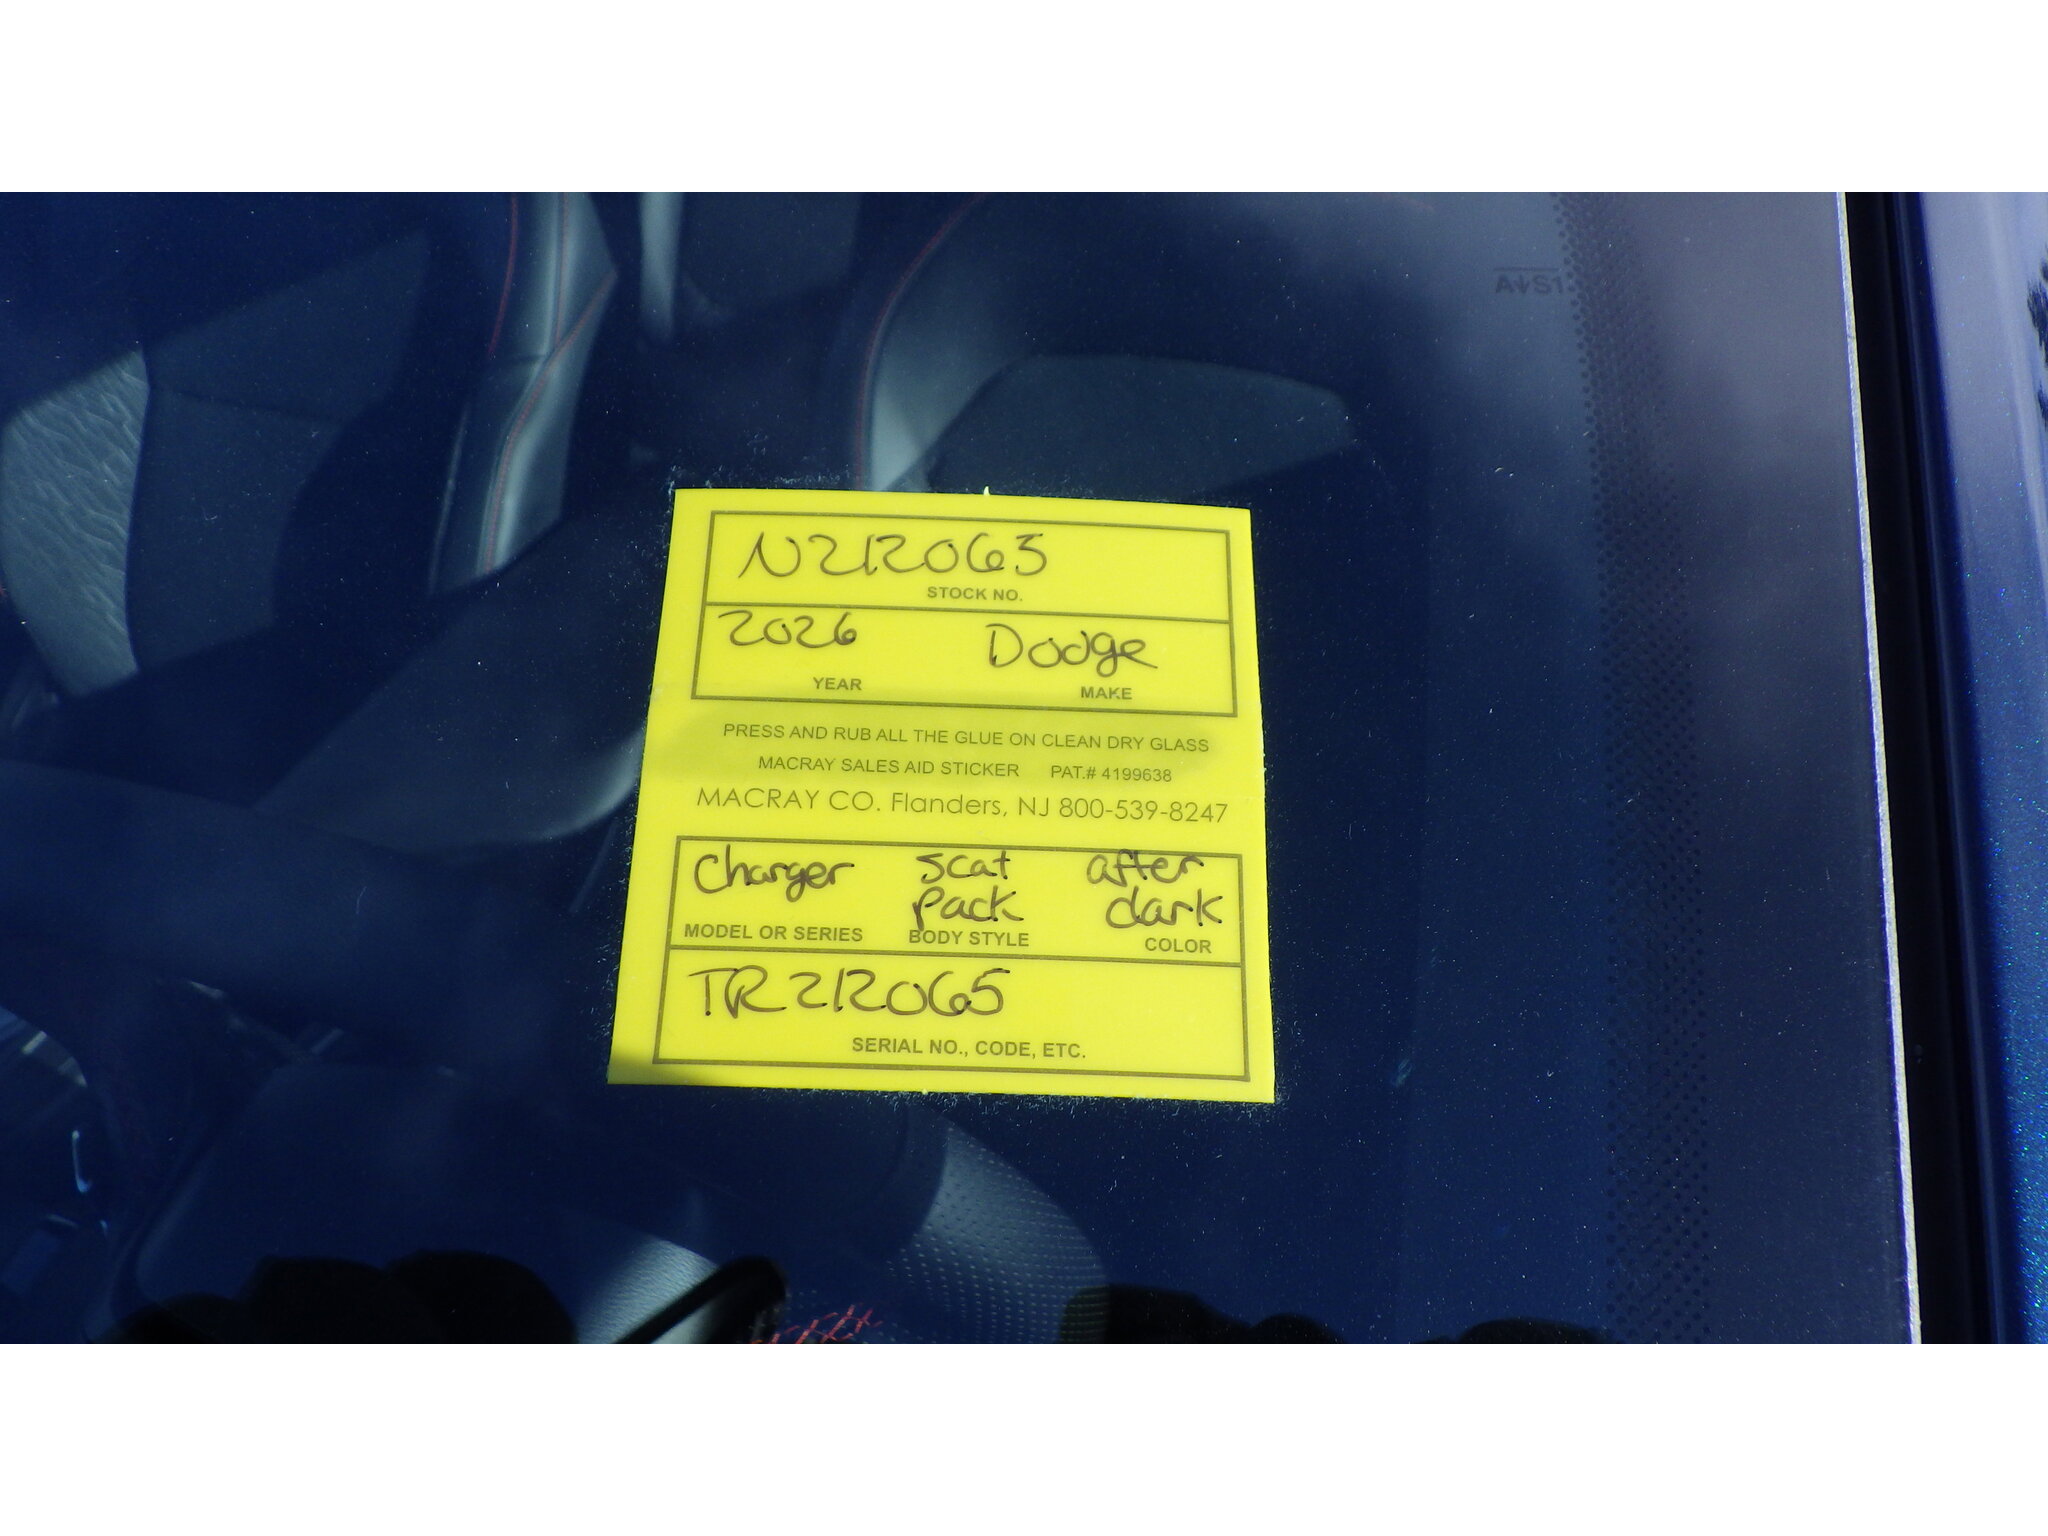 N212065
STOCK NO.
2026 Dodge
YEAR MAKE
PRESS AND RUB ALL THE GLUE ON CLEAN DRY GLASS
MACRAY SALES AID STICKER PAT.# 4199638
MACRAY CO. Flanders, NJ 800-539-8247
Charger scat after
pack dark
MODEL OR SERIES BODY STYLE COLOR
TR212065
SERIAL NO., CODE, ETC.